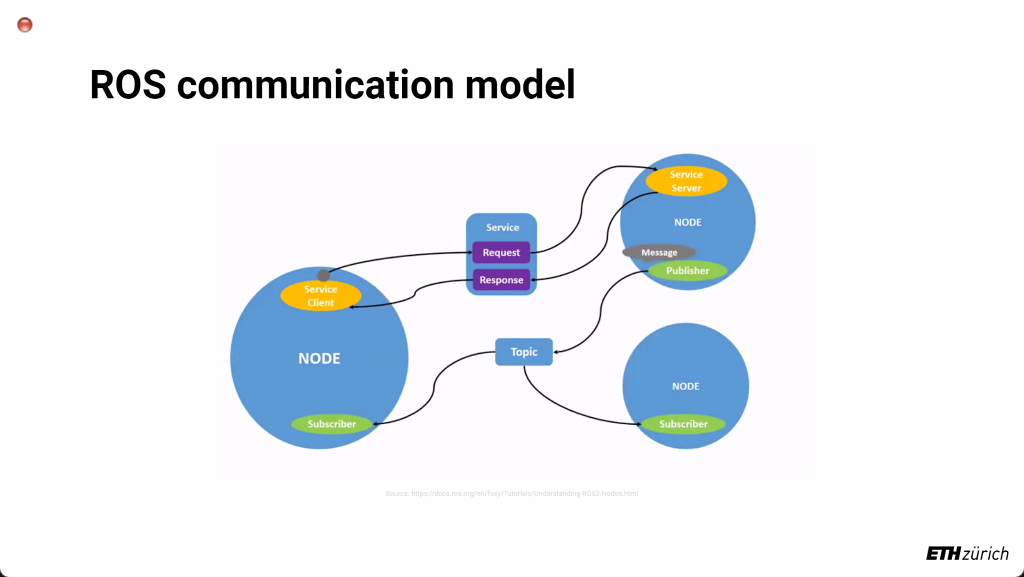 ROS communication model
Service
Server
NODE
Message
Publisher
Service
Request
Response
Service
Client
NODE
Subscriber
Topic
NODE
Subscriber
Source: https://docs.ros.org/en/foxy/Tutorials/Understanding-ROS2-Nodes.html
ETH zürich